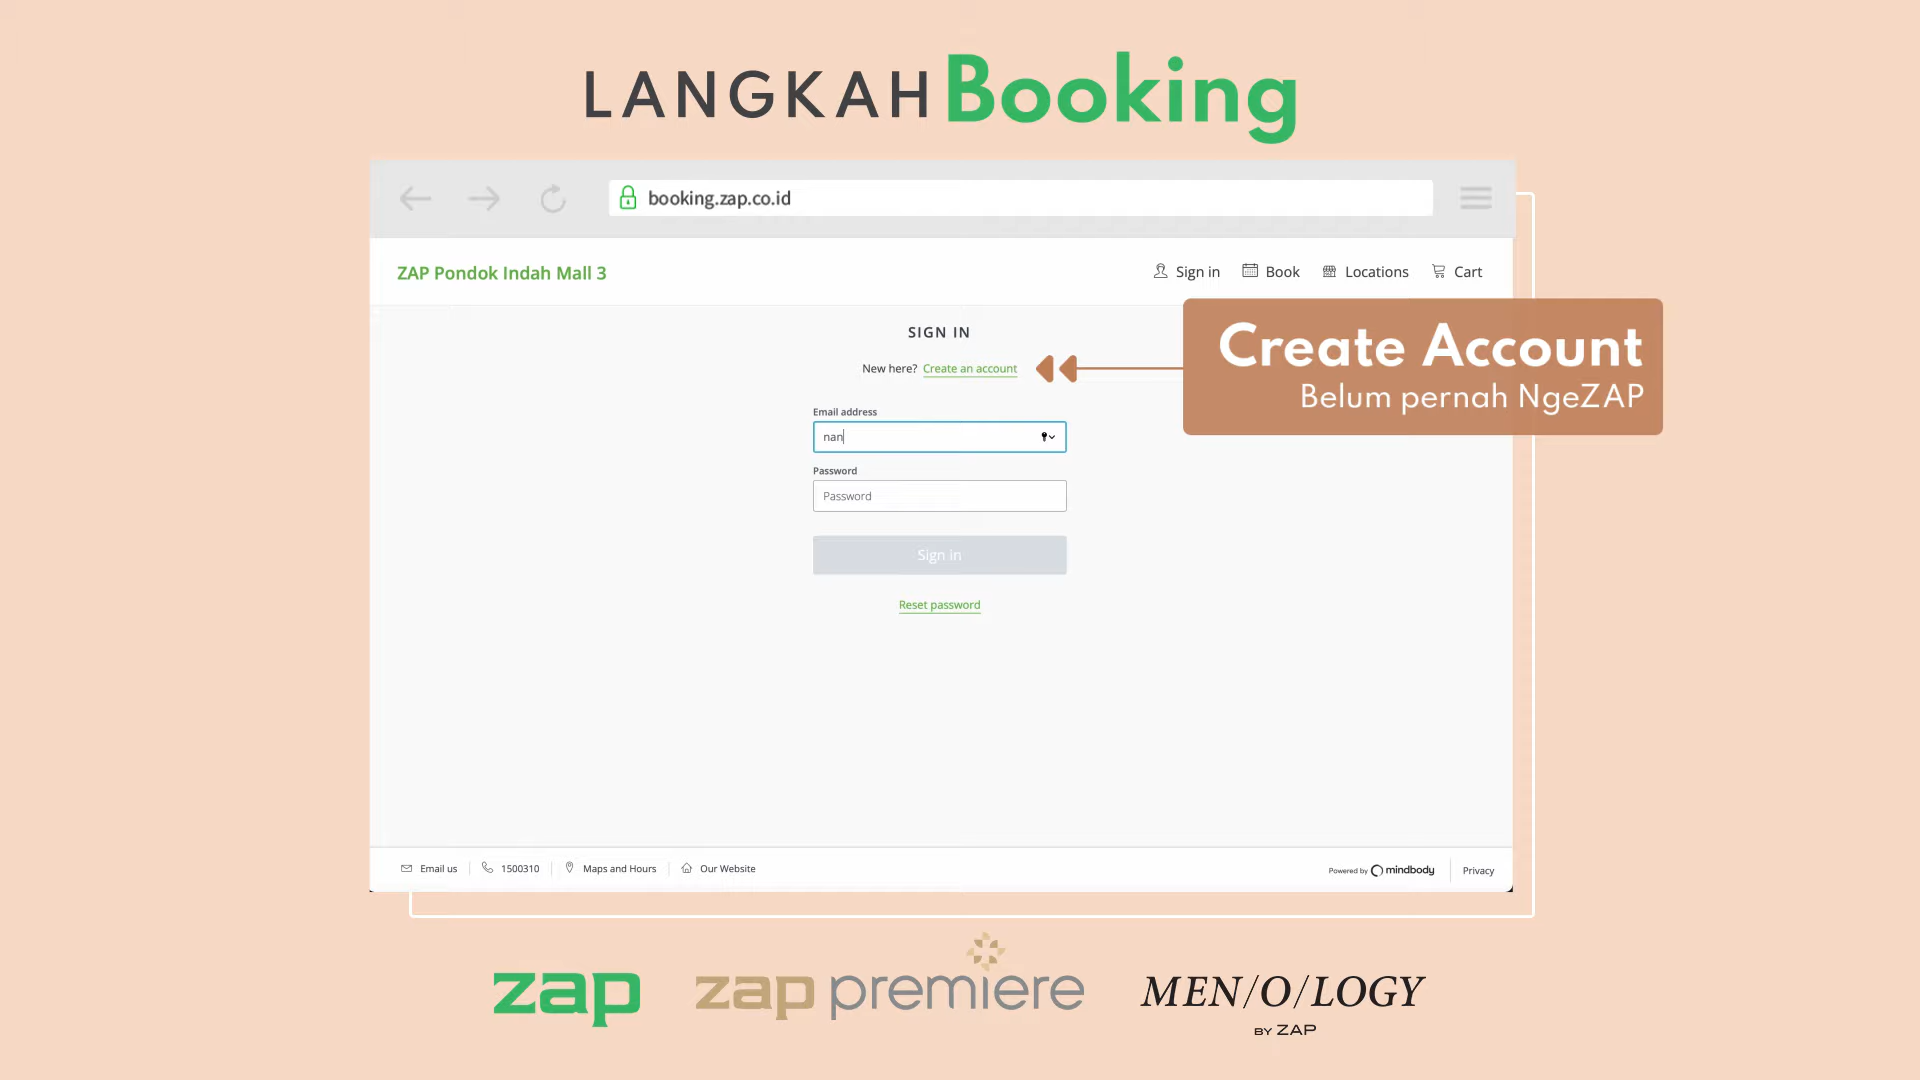 LANGKAH Booking
booking.zap.co.id
ZAP Pondok Indah Mall 3
Sign in
Book
Locations
Cart
SIGN IN
New here? Create an account
Create Account
Belum pernah NgeZAP
Email address
nan
Password
Password
Sign in
Reset password
Email us
1500310
Maps and Hours
Our Website
Powered by mindbody
Privacy
zap
zap premiere
MEN/O/LOGY
BY ZAP